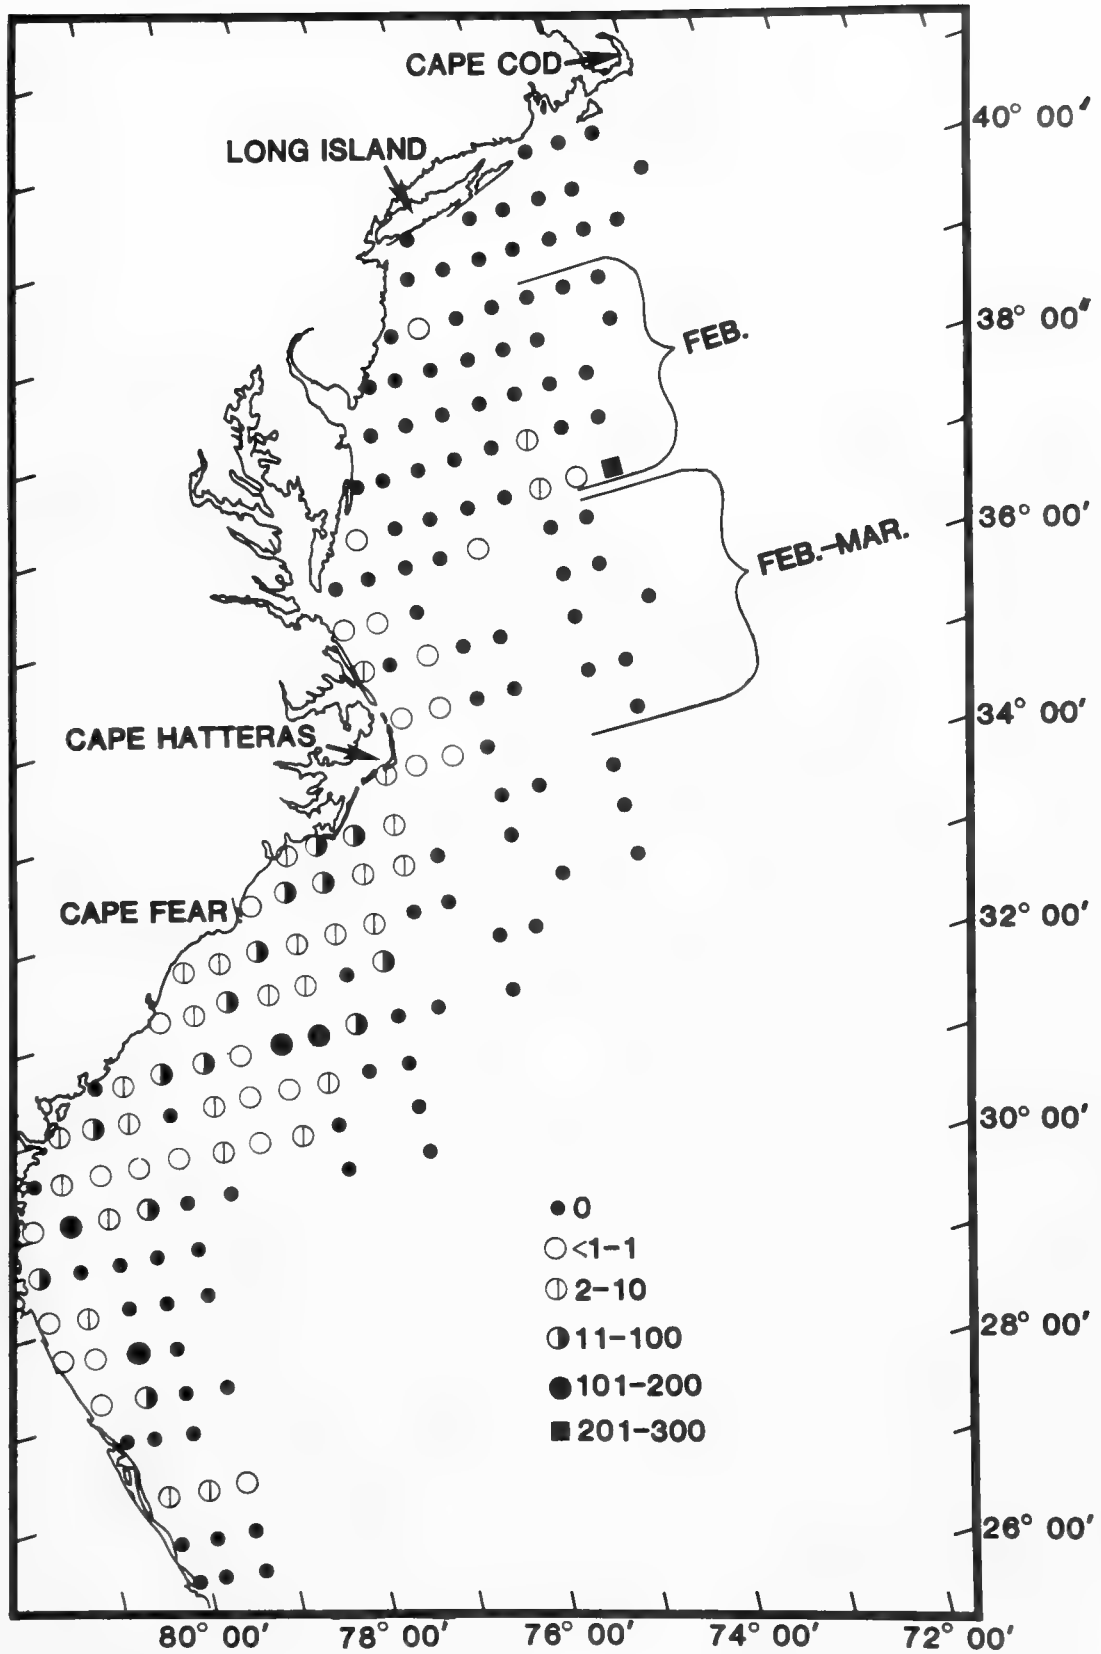 CAPE COD
40° 00′
LONG ISLAND
38° 00′
FEB.
36° 00′
FEB.-MAR.
34° 00′
CAPE HATTERAS
32° 00′
CAPE FEAR
30° 00′
0
<1-1
2-10
28° 00′
11-100
101-200
201-300
26° 00′
80° 00′ 78° 00′ 76° 00′ 74° 00′ 72° 00′